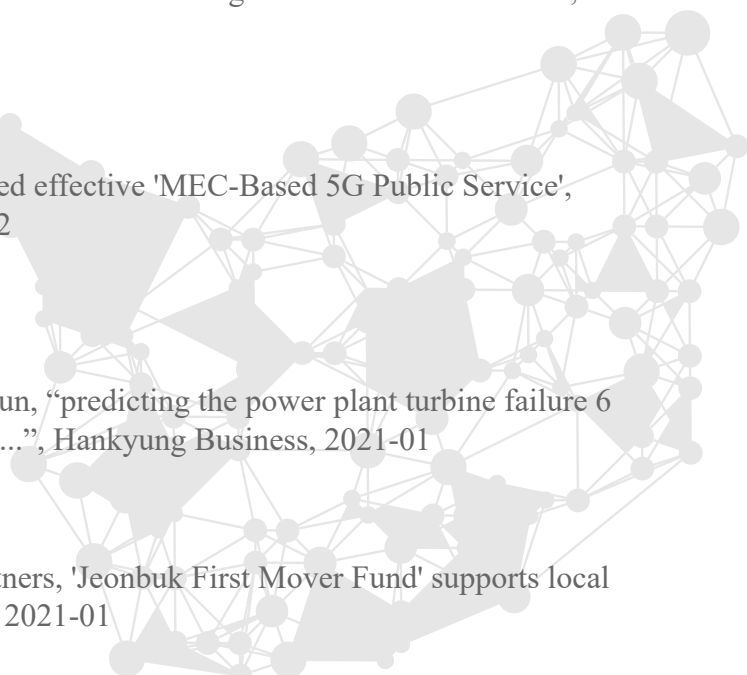 ed effective 'MEC-Based 5G Public Service',
2
un, “predicting the power plant turbine failure 6
...”, Hankyung Business, 2021-01
tners, 'Jeonbuk First Mover Fund' supports local
2021-01